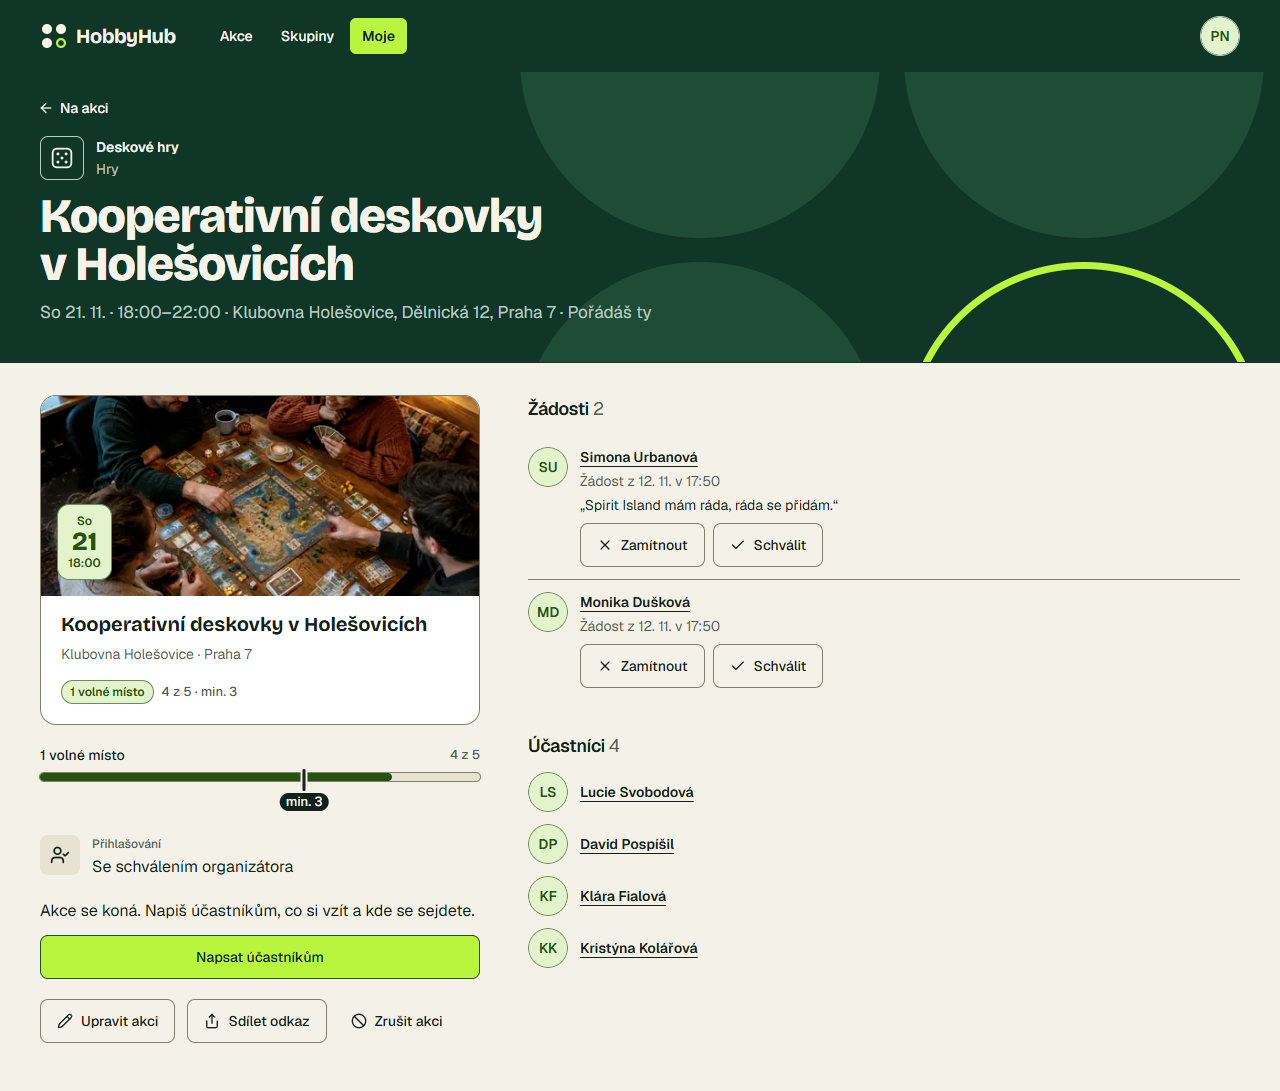 HobbyHub
Akce
Skupiny
Moje
PN
Na akci
Deskové hry
Hry
Kooperativní deskovky
v Holešovicích
So 21. 11. · 18:00–22:00 · Klubovna Holešovice, Dělnická 12, Praha 7 · Pořádáš ty
So
21
18:00
Kooperativní deskovky v Holešovicích
Klubovna Holešovice · Praha 7
1 volné místo
4 z 5 · min. 3
1 volné místo
4 z 5
min. 3
Přihlašování
Se schválením organizátora
Akce se koná. Napiš účastníkům, co si vzít a kde se sejdete.
Napsat účastníkům
Upravit akci
Sdílet odkaz
Zrušit akci
Žádosti 2
SU
Simona Urbanová
Žádost z 12. 11. v 17:50
„Spirit Island mám ráda, ráda se přidám.“
Zamítnout
Schválit
MD
Monika Dušková
Žádost z 12. 11. v 17:50
Zamítnout
Schválit
Účastníci 4
LS
Lucie Svobodová
DP
David Pospíšil
KF
Klára Fialová
KK
Kristýna Kolářová